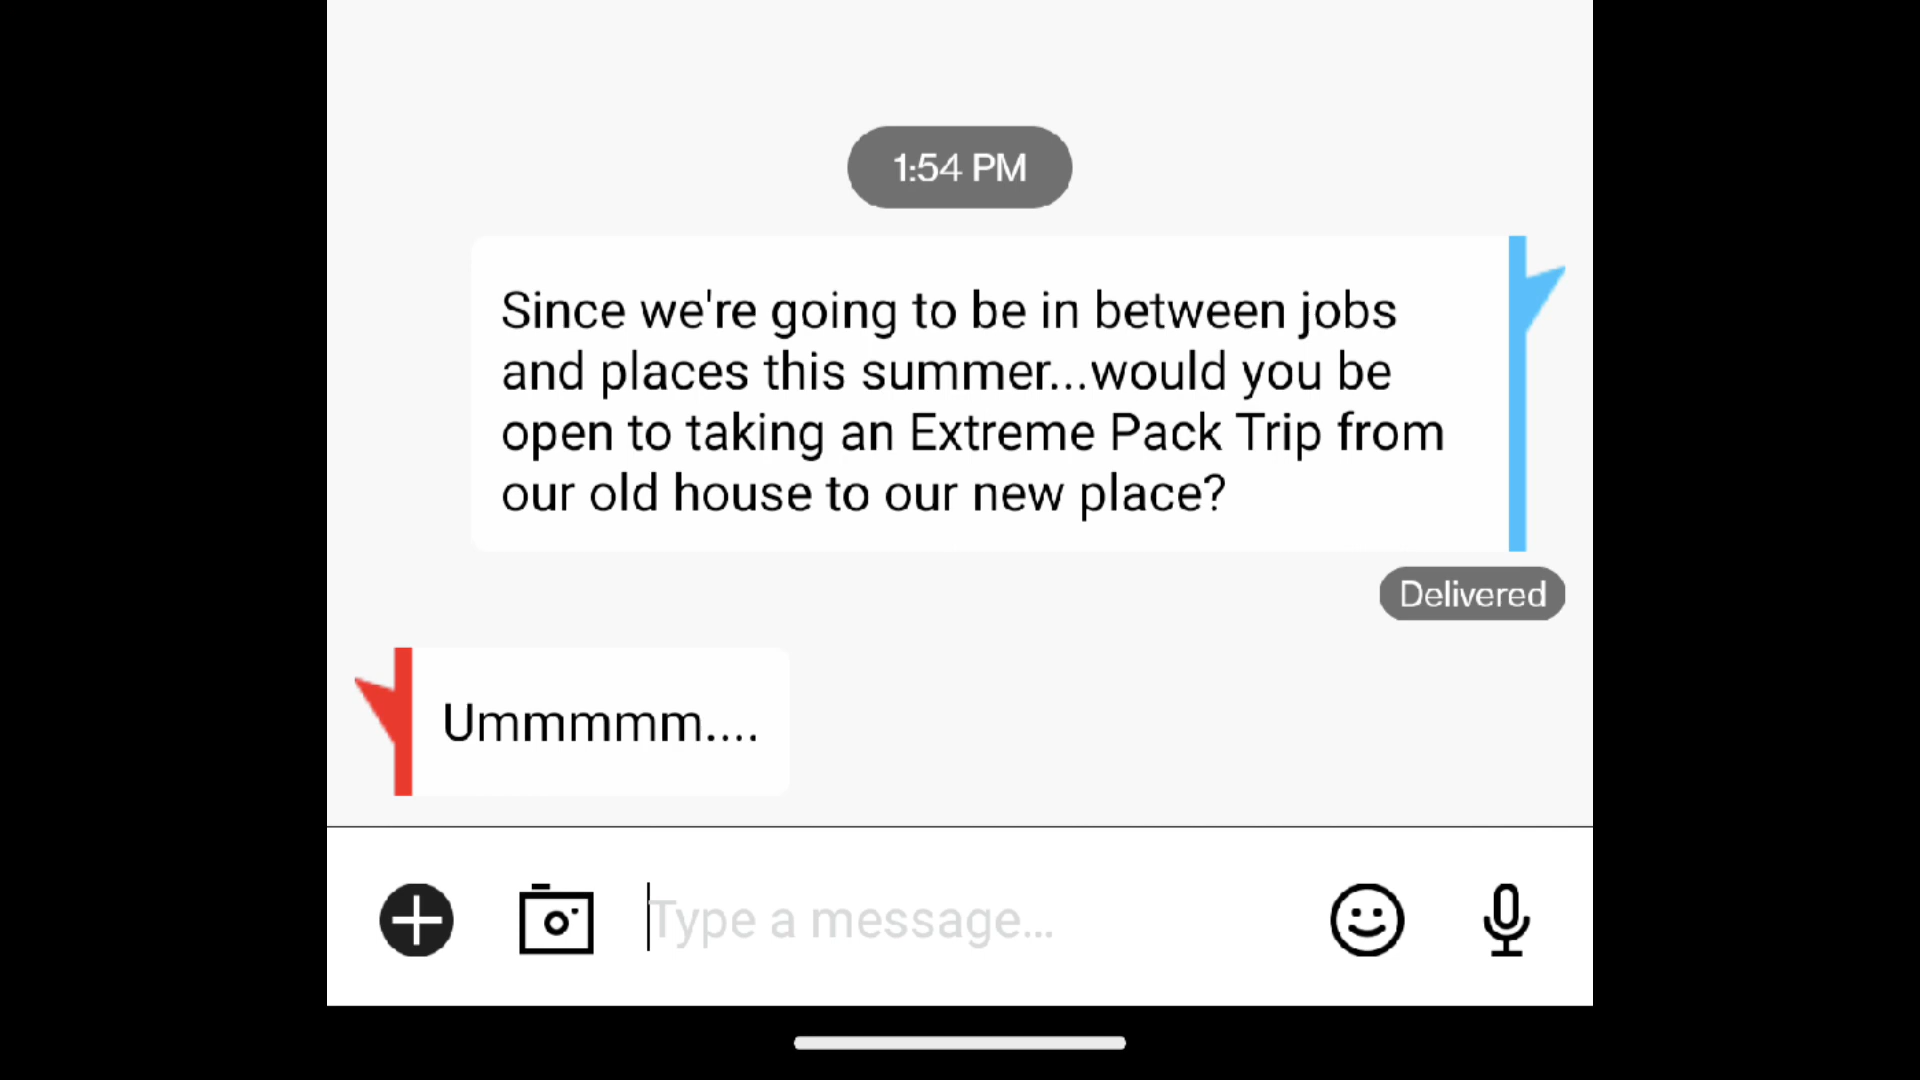 1:54 PM
Since we're going to be in between jobs
and places this summer...would you be
open to taking an Extreme Pack Trip from
our old house to our new place?
Delivered
Ummmmm....
Type a message...